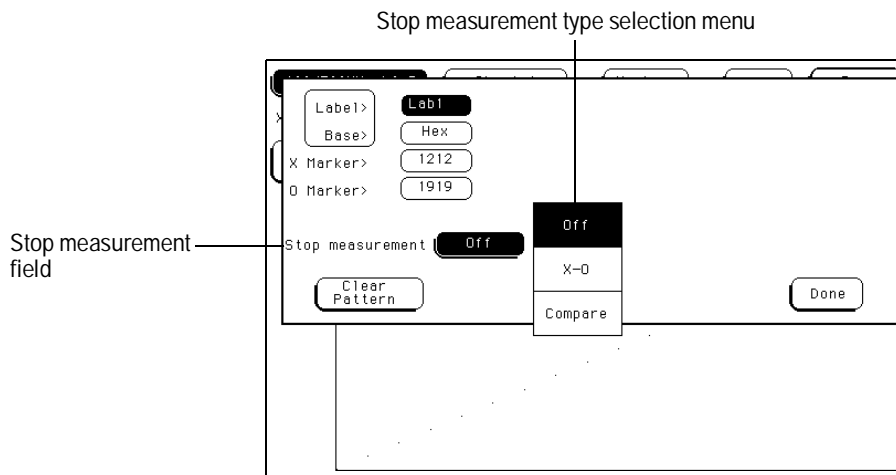 Stop measurement type selection menu
Label> Lab1
Base> Hex
X Marker> 1212
O Marker> 1919
Stop measurement
field
Stop measurement Off
Off
X-O
Compare
Clear
Pattern
Done